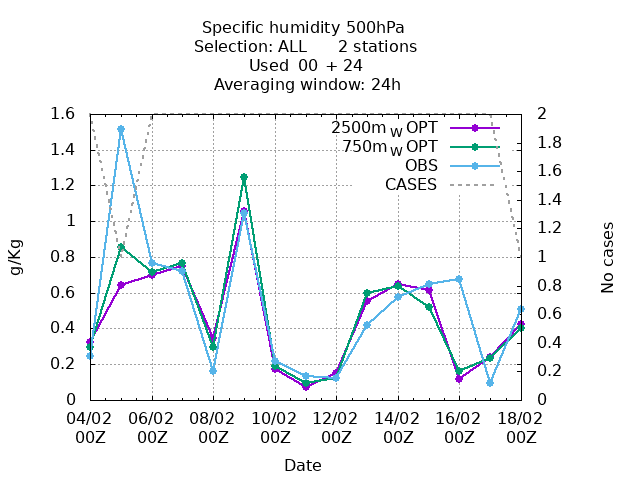 Specific humidity 500hPa
Selection: ALL 2 stations
Used 00 + 24
Averaging window: 24h
1.6 2
2500m W OPT
1.4 1.8
750m W OPT
OBS
1.6
CASES
1.2 1.4
1 1.2
g/Kg
No cases
0.8 1
0.6 0.8
0.6
0.4 0.4
0.2 0.2
0 0
04/02 06/02 08/02 10/02 12/02 14/02 16/02 18/02
00Z 00Z 00Z 00Z 00Z 00Z 00Z 00Z
Date